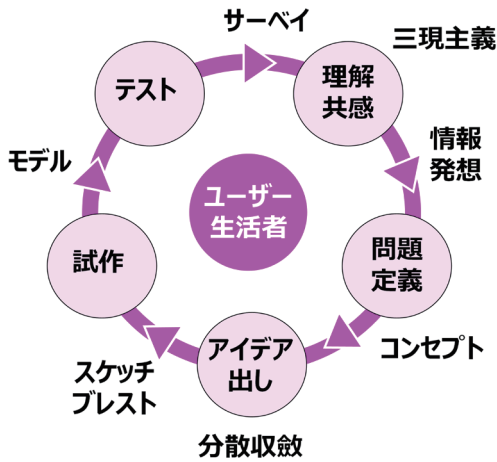 サーベイ
三現主義
テスト
理解
共感
情報
発想
モデル
ユーザー
生活者
試作
問題
定義
コンセプト
アイデア
出し
スケッチ
ブレスト
分散収斂